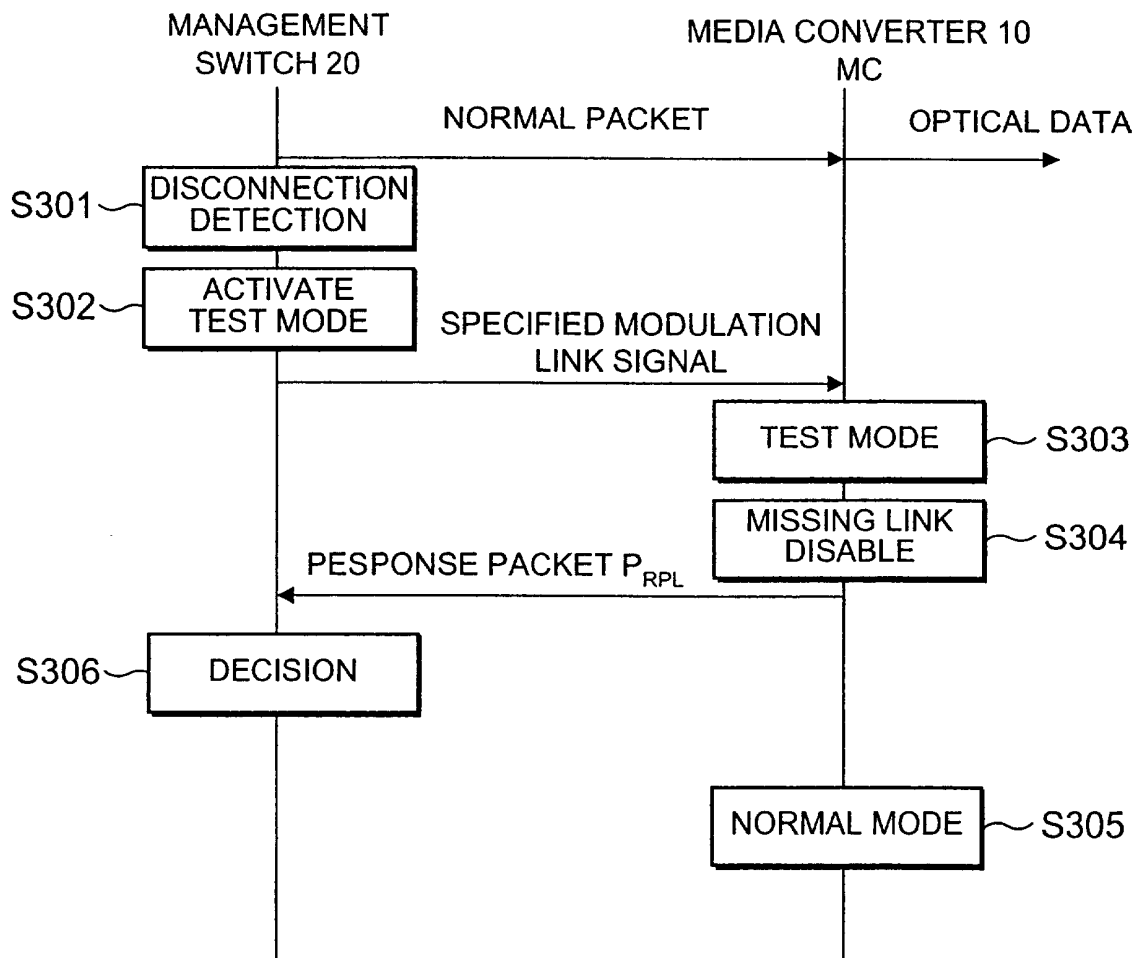 MANAGEMENT
SWITCH 20
MEDIA CONVERTER 10
MC
NORMAL PACKET
OPTICAL DATA
S301
DISCONNECTION
DETECTION
S302
ACTIVATE
TEST MODE
SPECIFIED MODULATION
LINK SIGNAL
TEST MODE
S303
MISSING LINK
DISABLE
S304
PESPONSE PACKET PRPL
S306
DECISION
NORMAL MODE
S305